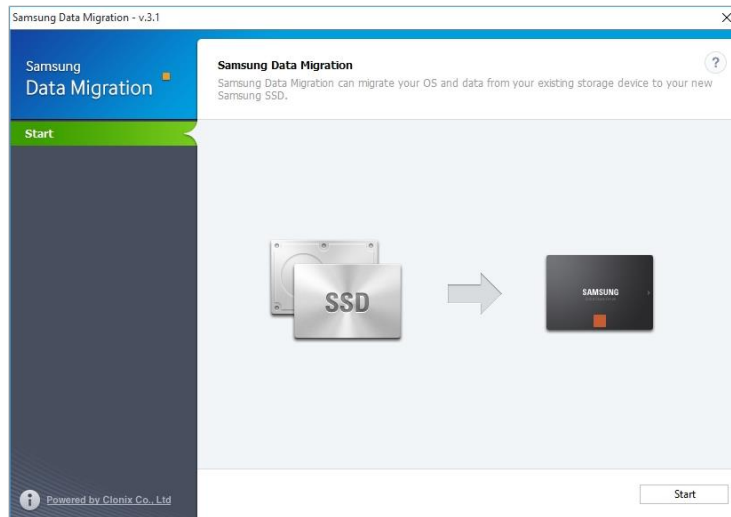 Samsung Data Migration - v.3.1
Samsung
Data Migration
Samsung Data Migration
?
Samsung Data Migration can migrate your OS and data from your existing storage device to your new
Samsung SSD.
Start
SSD
SAMSUNG
Powered by Clonix Co., Ltd
Start